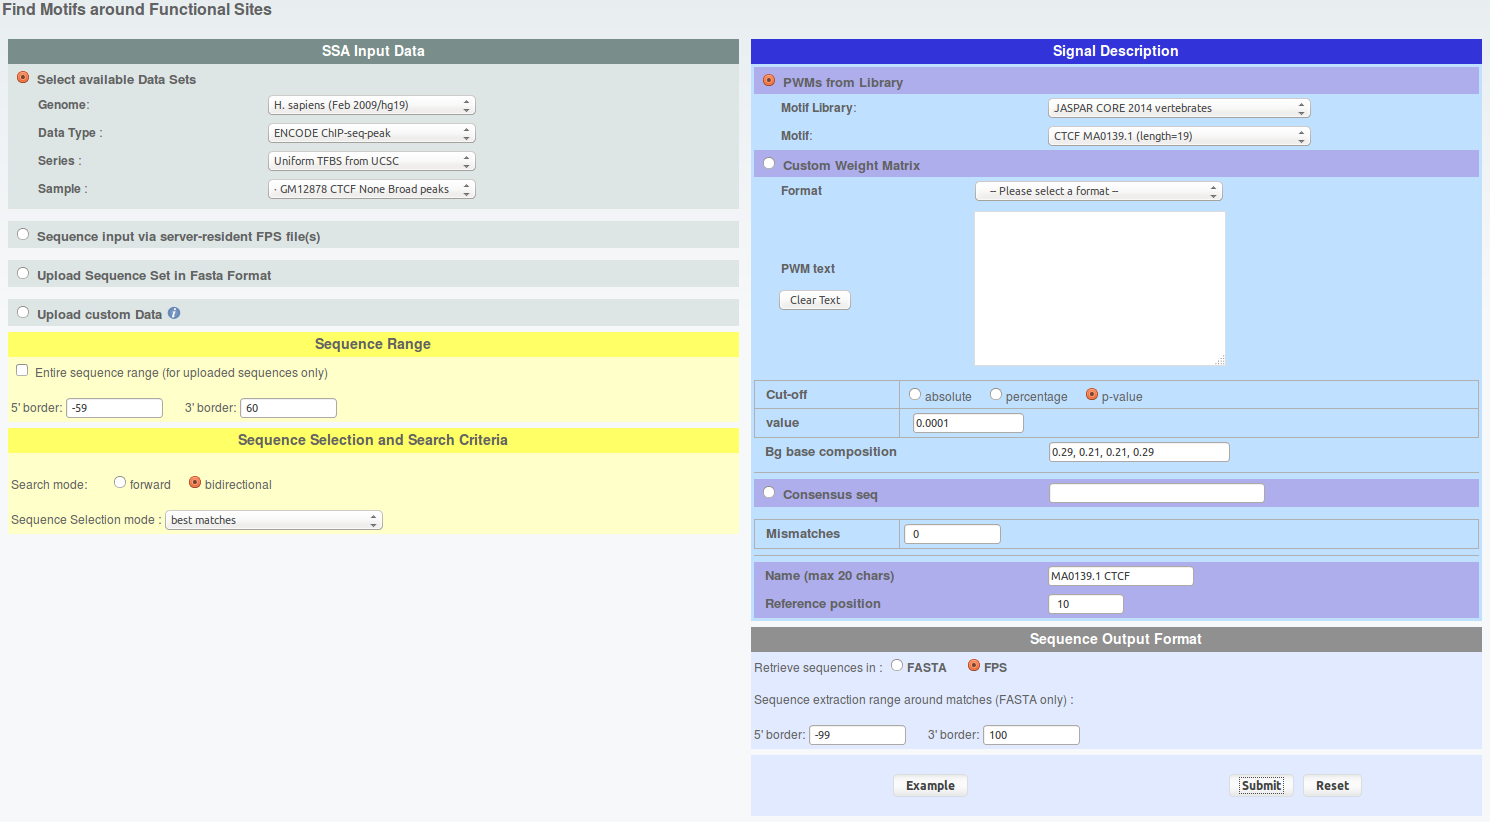 Find Motifs around Functional Sites
SSA Input Data
Select available Data Sets
Genome: H. sapiens (Feb 2009/hg19)
Data Type : ENCODE ChIP-seq-peak
Series : Uniform TFBS from UCSC
Sample : · GM12878 CTCF None Broad peaks
Sequence input via server-resident FPS file(s)
Upload Sequence Set in Fasta Format
Upload custom Data i
Sequence Range
Entire sequence range (for uploaded sequences only)
5' border: -59 3' border: 60
Sequence Selection and Search Criteria
Search mode: forward bidirectional
Sequence Selection mode : best matches
Signal Description
PWMs from Library
Motif Library: JASPAR CORE 2014 vertebrates
Motif: CTCF MA0139.1 (length=19)
Custom Weight Matrix
Format -- Please select a format --
PWM text
Clear Text
Cut-off absolute percentage p-value
value 0.0001
Bg base composition 0.29, 0.21, 0.21, 0.29
Consensus seq
Mismatches 0
Name (max 20 chars) MA0139.1 CTCF
Reference position 10
Sequence Output Format
Retrieve sequences in : FASTA FPS
Sequence extraction range around matches (FASTA only) :
5' border: -99 3' border: 100
Example Submit Reset